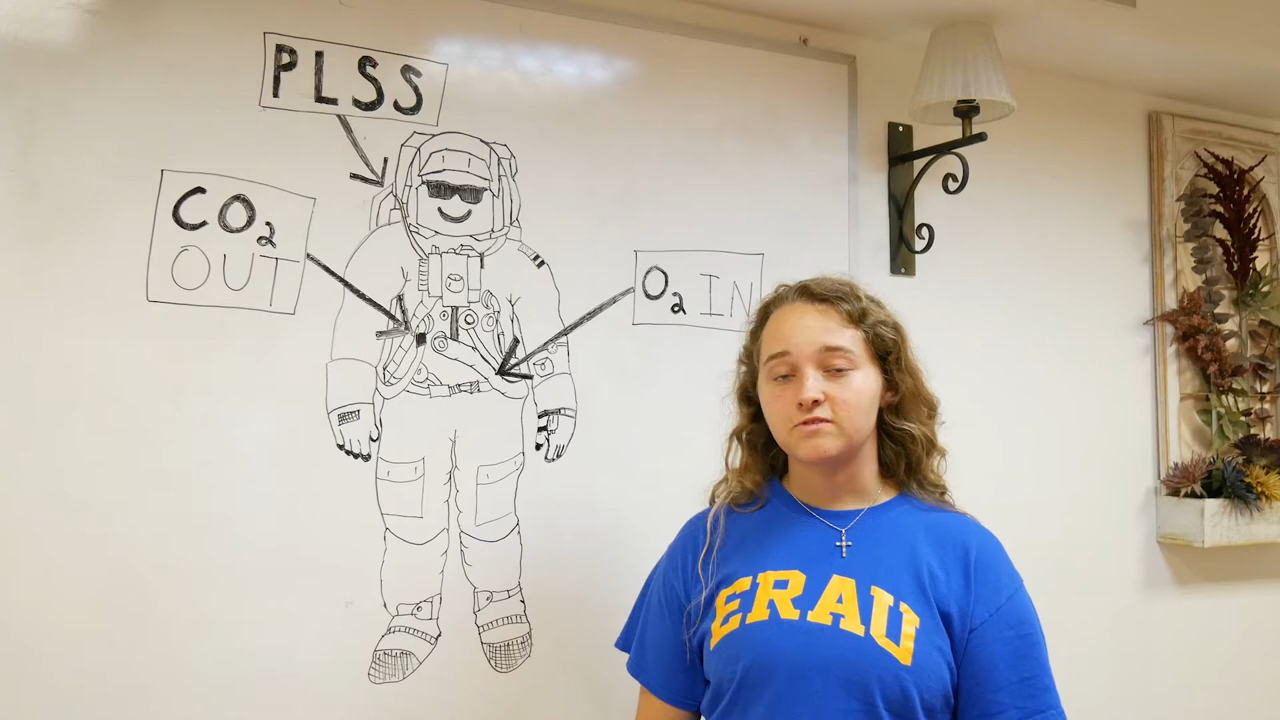 PLSS
CO₂
OUT
O₂ IN
ERAU